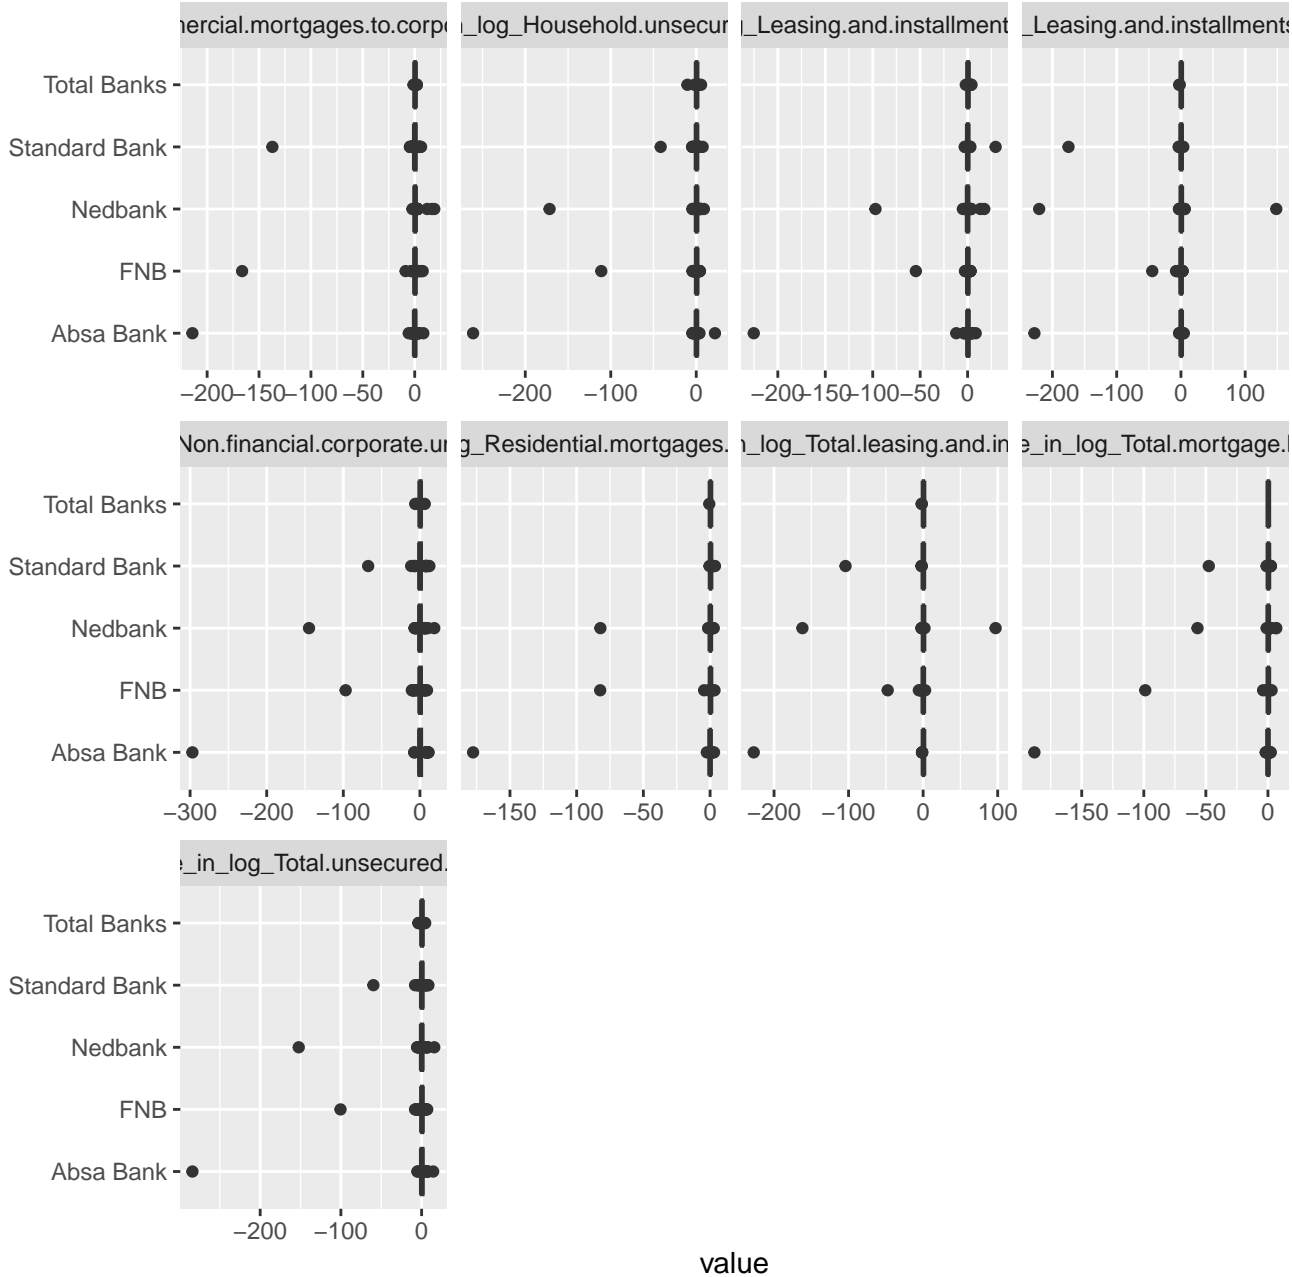 nercial.mortgages.to.corpo
_log_Household.unsecur
_Leasing.and.installment
_Leasing.and.installments
Total Banks
Standard Bank
Nedbank
FNB
Absa Bank
−200 −150 −100 −50 0
−200 −100 0
−200 −150 −100 −50 0
−200 −100 0 100
Non.financial.corporate.un
g_Residential.mortgages.
n_log_Total.leasing.and.in
e_in_log_Total.mortgage.l
Total Banks
Standard Bank
Nedbank
FNB
Absa Bank
−300 −200 −100 0
−150 −100 −50 0
−200 −100 0 100
−150 −100 −50 0
e_in_log_Total.unsecured.
Total Banks
Standard Bank
Nedbank
FNB
Absa Bank
−200 −100 0
value